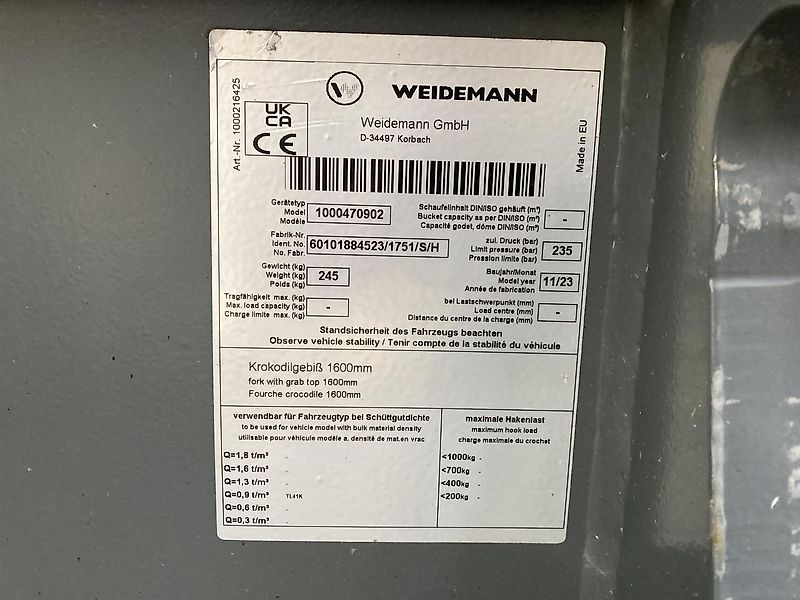 WEIDEMANN
Weidemann GmbH
D-34497 Korbach
Art.-Nr. 1000216425
UK
CA
CE
Made in EU
Gerätetyp
Model
Modéle
1000470902
Schaufelinhalt DIN/ISO gehäuft (m³)
Bucket capacity as per DIN/ISO (m³)
Capacité godet, dôme DIN/ISO (m³)
-
Fabrik-Nr.
Ident. No.
No. Fabr.
60101884523/1751/S/H
zul. Druck (bar)
Limit pressure (bar)
Pression limite (bar)
235
Gewicht (kg)
Weight (kg)
Poids (kg)
245
Baujahr/Monat
Model year
Année de fabrication
11/23
Tragfähigkeit max. (kg)
Max. load capacity (kg)
Charge limite max. (kg)
-
bei Lastschwerpunkt (mm)
Load centre (mm)
Distance du centre de la charge (mm)
-
Standsicherheit des Fahrzeugs beachten
Observe vehicle stability / Tenir compte de la stabilité du véhicule
Krokodilgebiß 1600mm
fork with grab top 1600mm
Fourche crocodile 1600mm
verwendbar für Fahrzeugtyp bei Schüttgutdichte
to be used for vehicle model with bulk material density
utilisable pour véhicule modèle a. densité de mat.en vrac
Q=1,8 t/m³ .
Q=1,6 t/m³ .
Q=1,3 t/m³ .
Q=0,9 t/m³ TL41K
Q=0,6 t/m³ .
Q=0,3 t/m³ .
maximale Hakenlast
maximum hook load
charge maximale du crochet
<1000kg -
<700kg -
<400kg -
<200kg -